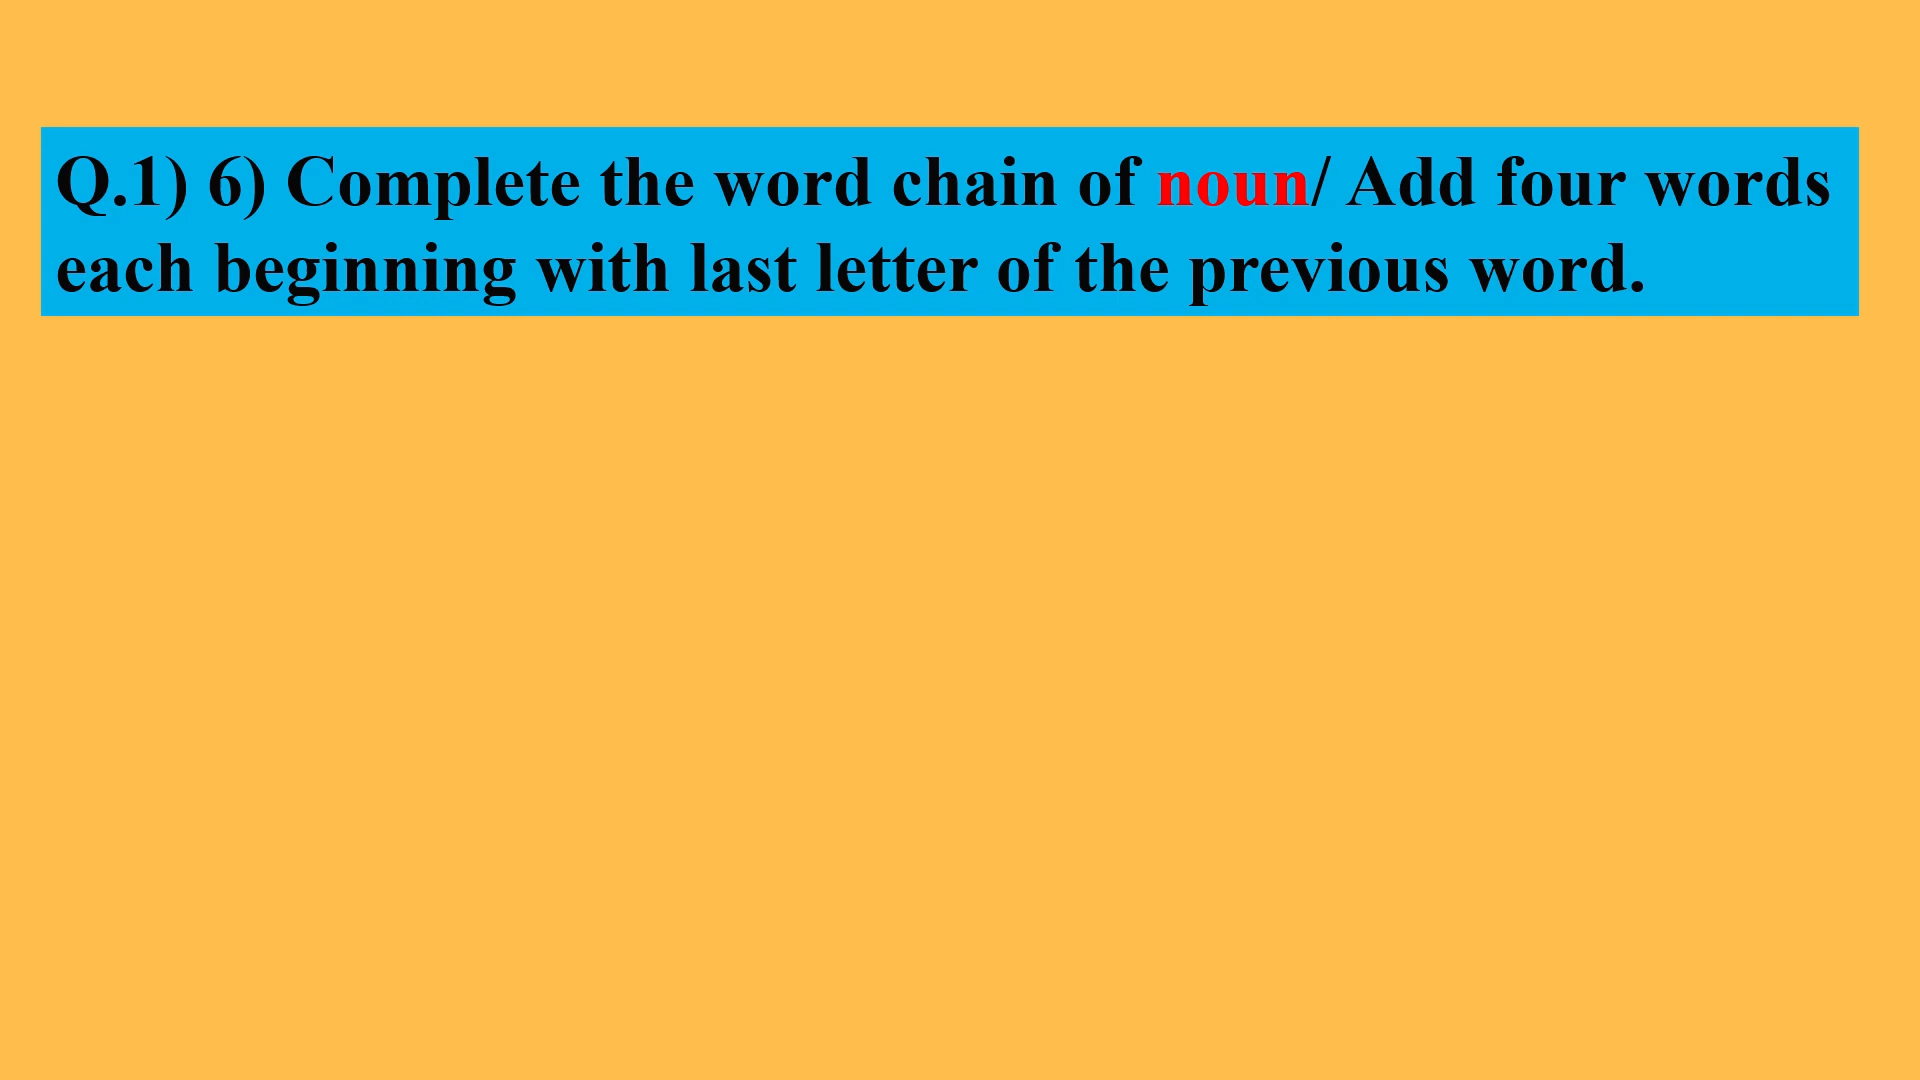 Q.1) 6) Complete the word chain of noun/ Add four words
each beginning with last letter of the previous word.